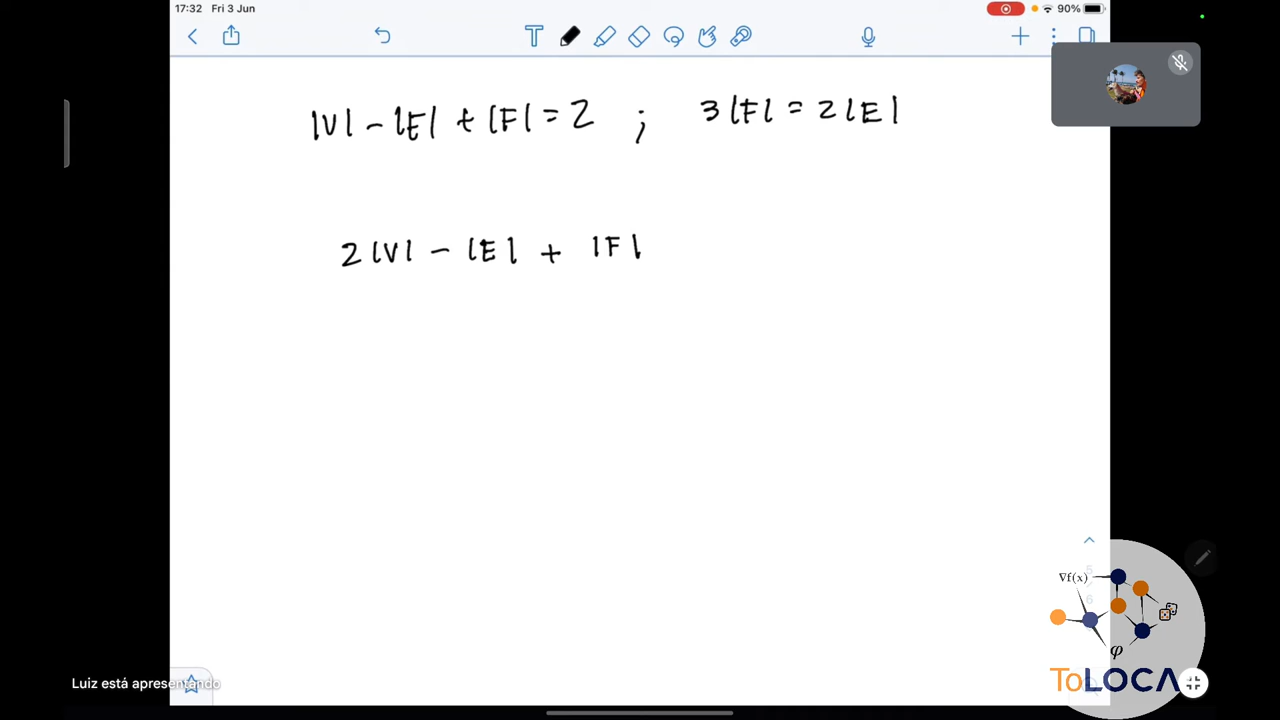 17:32 Fri 3 Jun 90%
|V| - |E| + |F| = 2 ; 3|F| = 2|E|
2|V| - |E| + |F|
∇f(x)
φ
ToLOCA
Luiz está apresentando